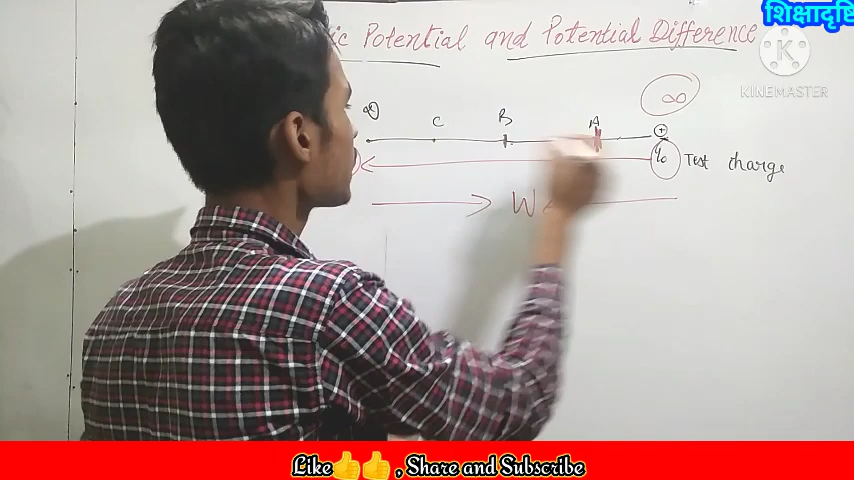 शिक्षादृष्टि
ic Potential and Potential Difference
K
KINEMASTER
∞
C B A +
q₀ Test charge
W
Like👍👍, Share and Subscribe